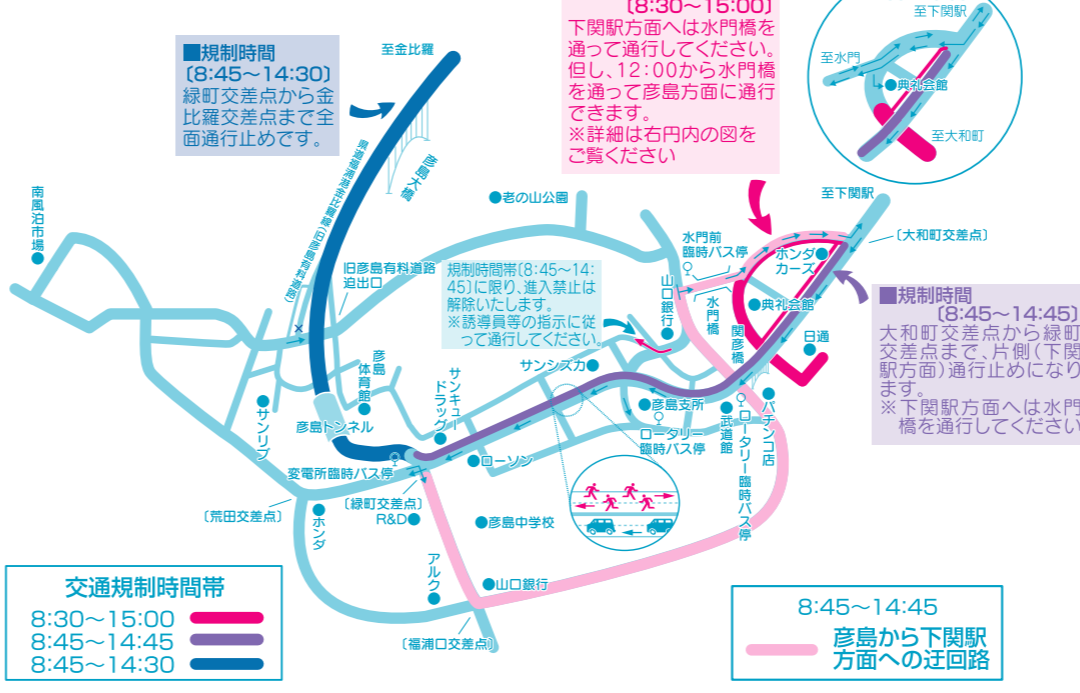 ■規制時間
〔8:45〜14:30〕
緑町交差点から金
比羅交差点まで全
面通行止めです。
至金比羅
〔8:30〜15:00〕
下関駅方面へは水門橋を
通って通行してください。
但し、12:00から水門橋
を通って彦島方面に通行
できます。
※詳細は右円内の図を
ご覧ください
至下関駅
至水門
●典礼会館
至大和町
県道福浦港金比羅線(旧彦島有料道路)
彦島大橋
南風泊市場
●老の山公園
至下関駅
〔大和町交差点〕
水門前
臨時バス停
ホンダ
カーズ
旧彦島有料道路
迫出口
規制時間帯〔8:45〜14:
45〕に限り、進入禁止は
解除いたします。
※誘導員等の指示に従
って通行してください。
山口銀行
水門橋
●典礼会館
関彦橋
日通
■規制時間
〔8:45〜14:45〕
大和町交差点から緑町
交差点まで、片側(下関
駅方面)通行止めになり
ます。
※下関駅方面へは水門
橋を通行してください
サンリブ
彦島
体育館
サンキュー
ドラッグ
サンシズカ
●彦島支所
武道館
パチンコ店
ロータリー臨時バス停
ロータリー
臨時バス停
彦島トンネル
変電所臨時バス停
●ローソン
〔緑町交差点〕
R&D●
〔荒田交差点〕
ホンダ
●彦島中学校
アルク
●山口銀行
〔福浦口交差点〕
交通規制時間帯
8:30〜15:00
8:45〜14:45
8:45〜14:30
8:45〜14:45
彦島から下関駅
方面への迂回路